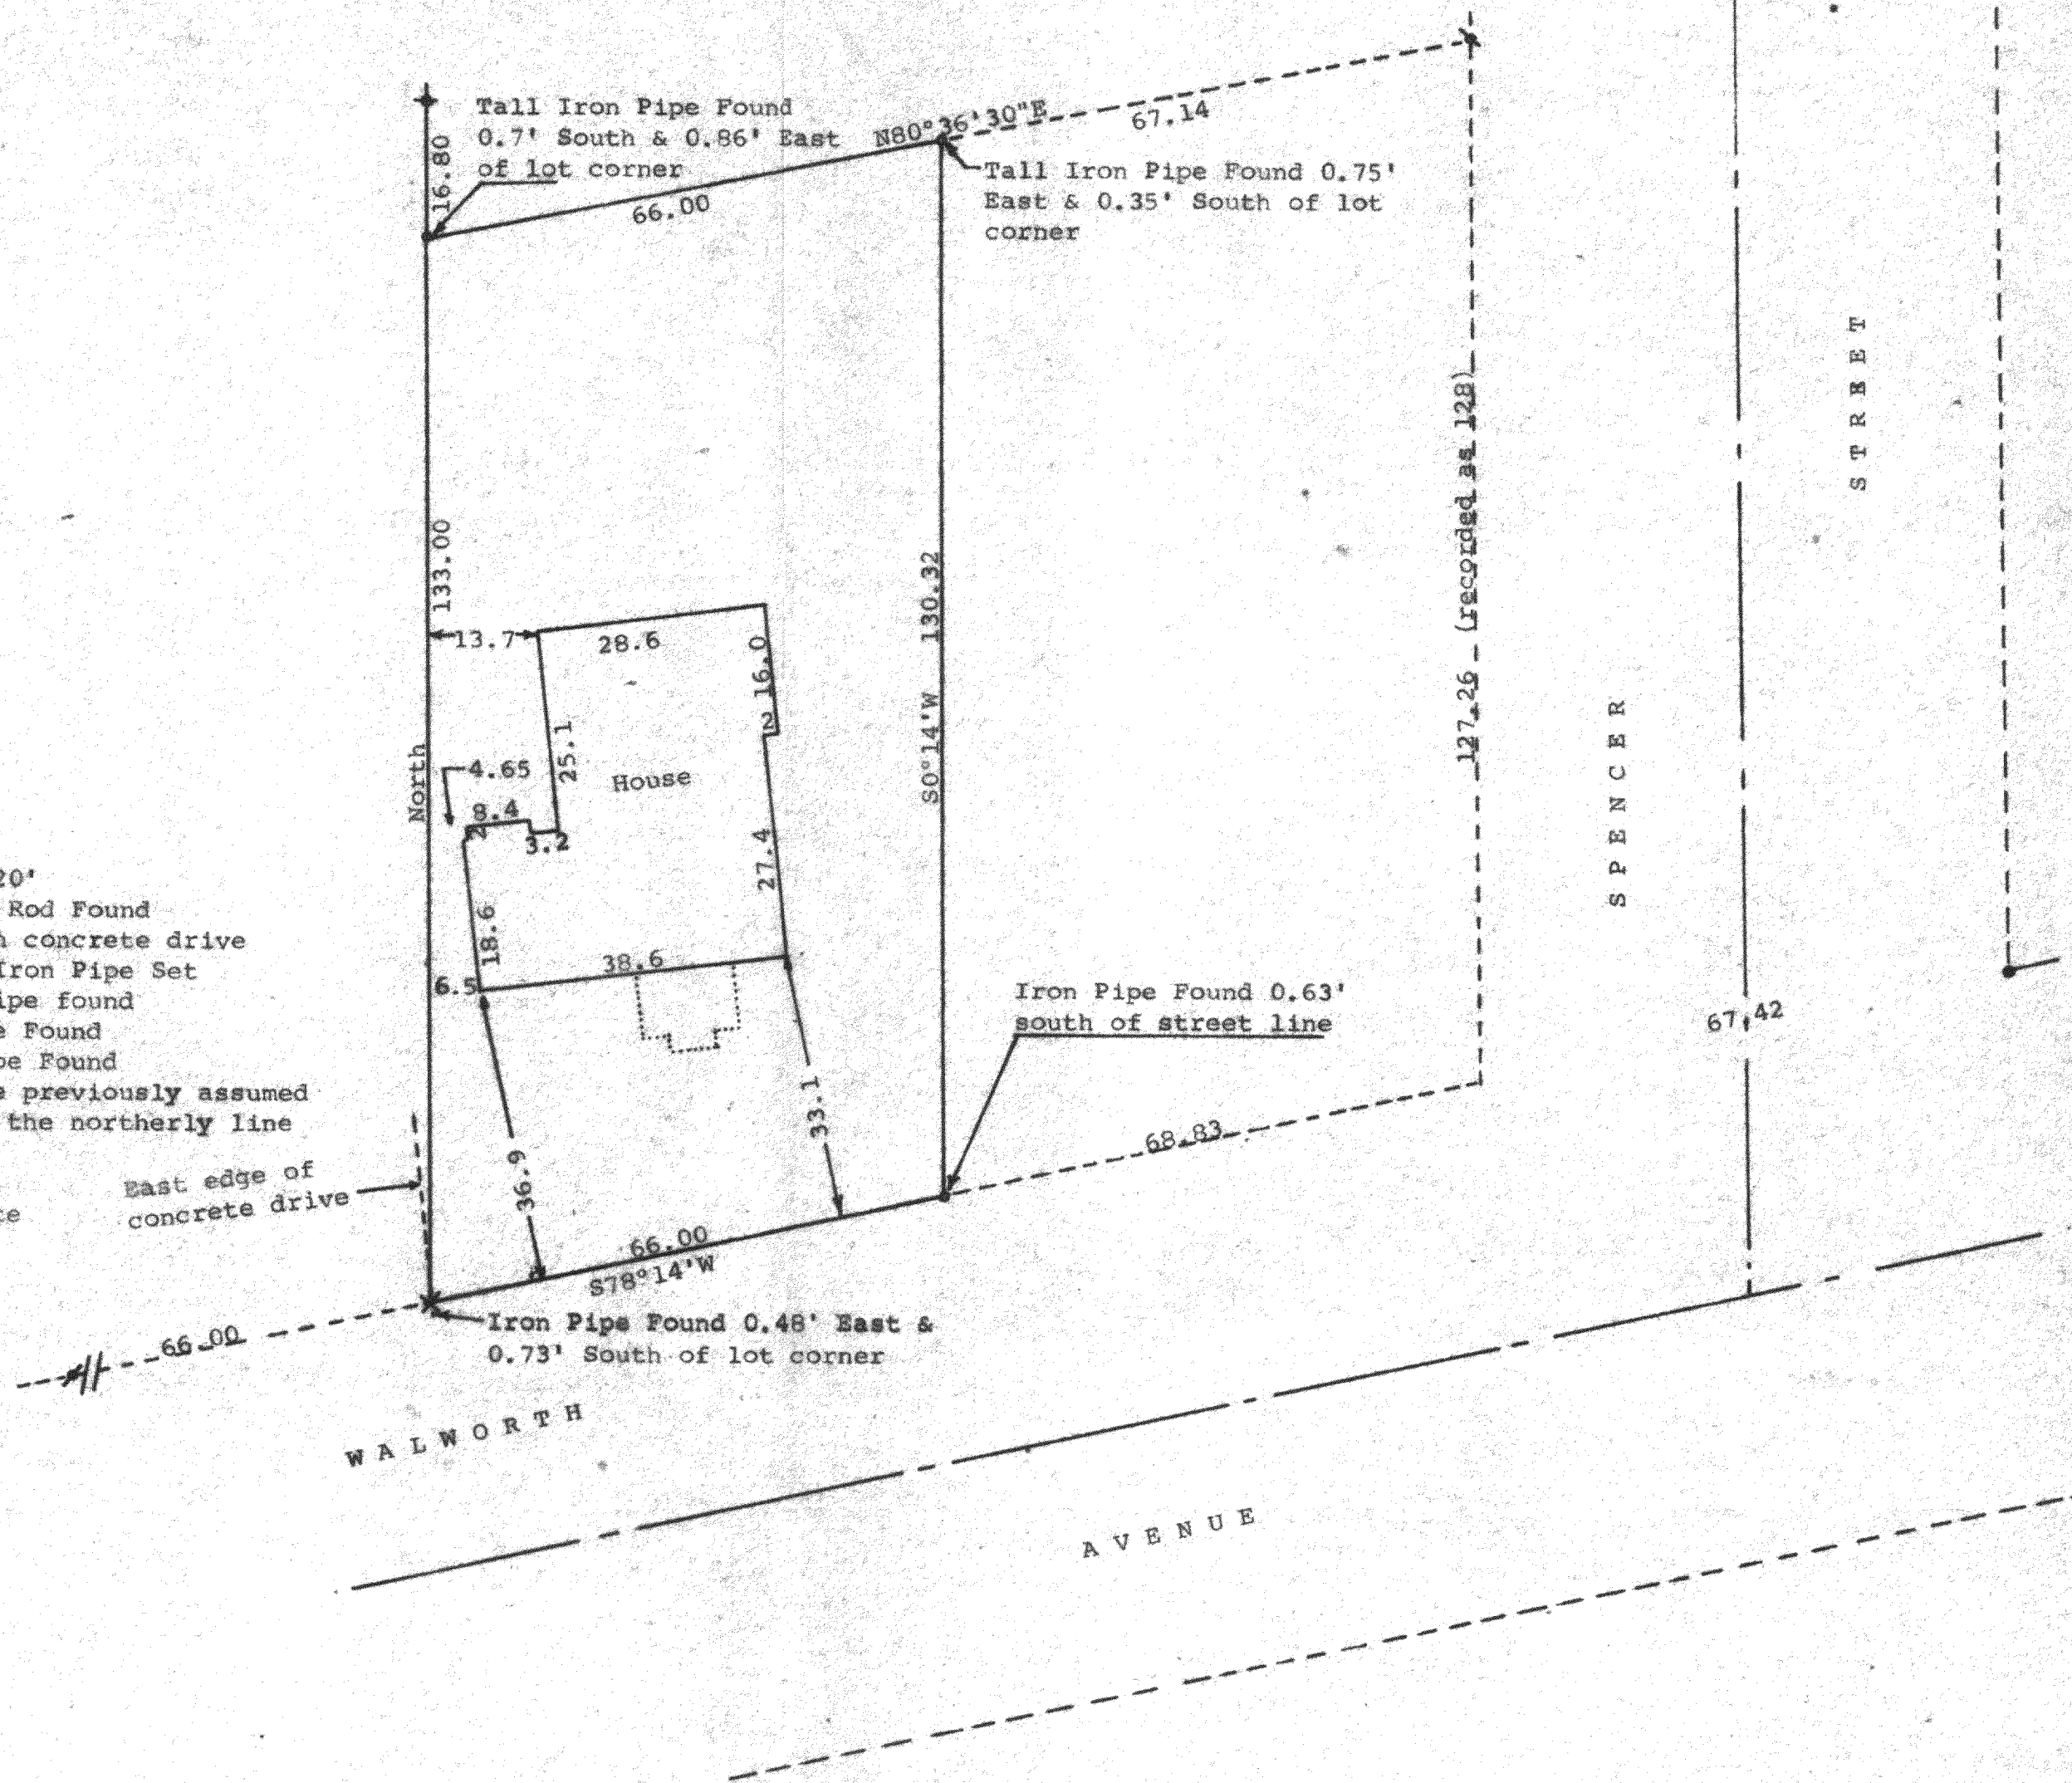 Tall Iron Pipe Found
0.7' South & 0.86' East
of lot corner
16.80
N80°36'30"E
67.14
66.00
Tall Iron Pipe Found 0.75'
East & 0.35' South of lot
corner
133.00
North
13.7
28.6
16.0
2
25.1
House
4.65
8.4
2
3.2
27.4
18.6
6.5
38.6
36.9
33.1
130.32
S0°14'W
127.26 (recorded as 128)
SPENCER
STREET
67.42
20'
Rod Found
concrete drive
Iron Pipe Set
ipe found
e Found
pe Found
e previously assumed
the northerly line
East edge of
concrete drive
ce
Iron Pipe Found 0.63'
south of street line
68.83
66.00
S78°14'W
Iron Pipe Found 0.48' East &
0.73' South of lot corner
66.00
WALWORTH
AVENUE